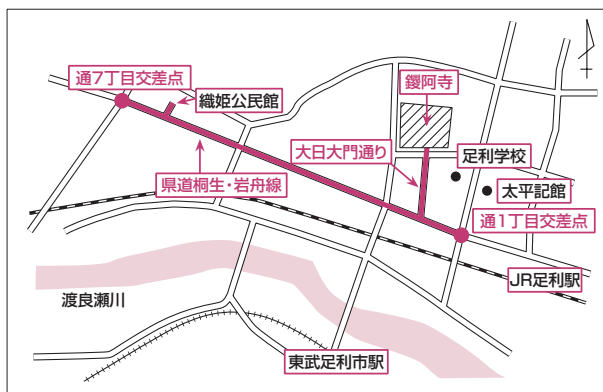 通7丁目交差点
織姫公民館
鑁阿寺
大日大門通り
足利学校
太平記館
県道桐生・岩舟線
通1丁目交差点
JR足利駅
渡良瀬川
東武足利市駅